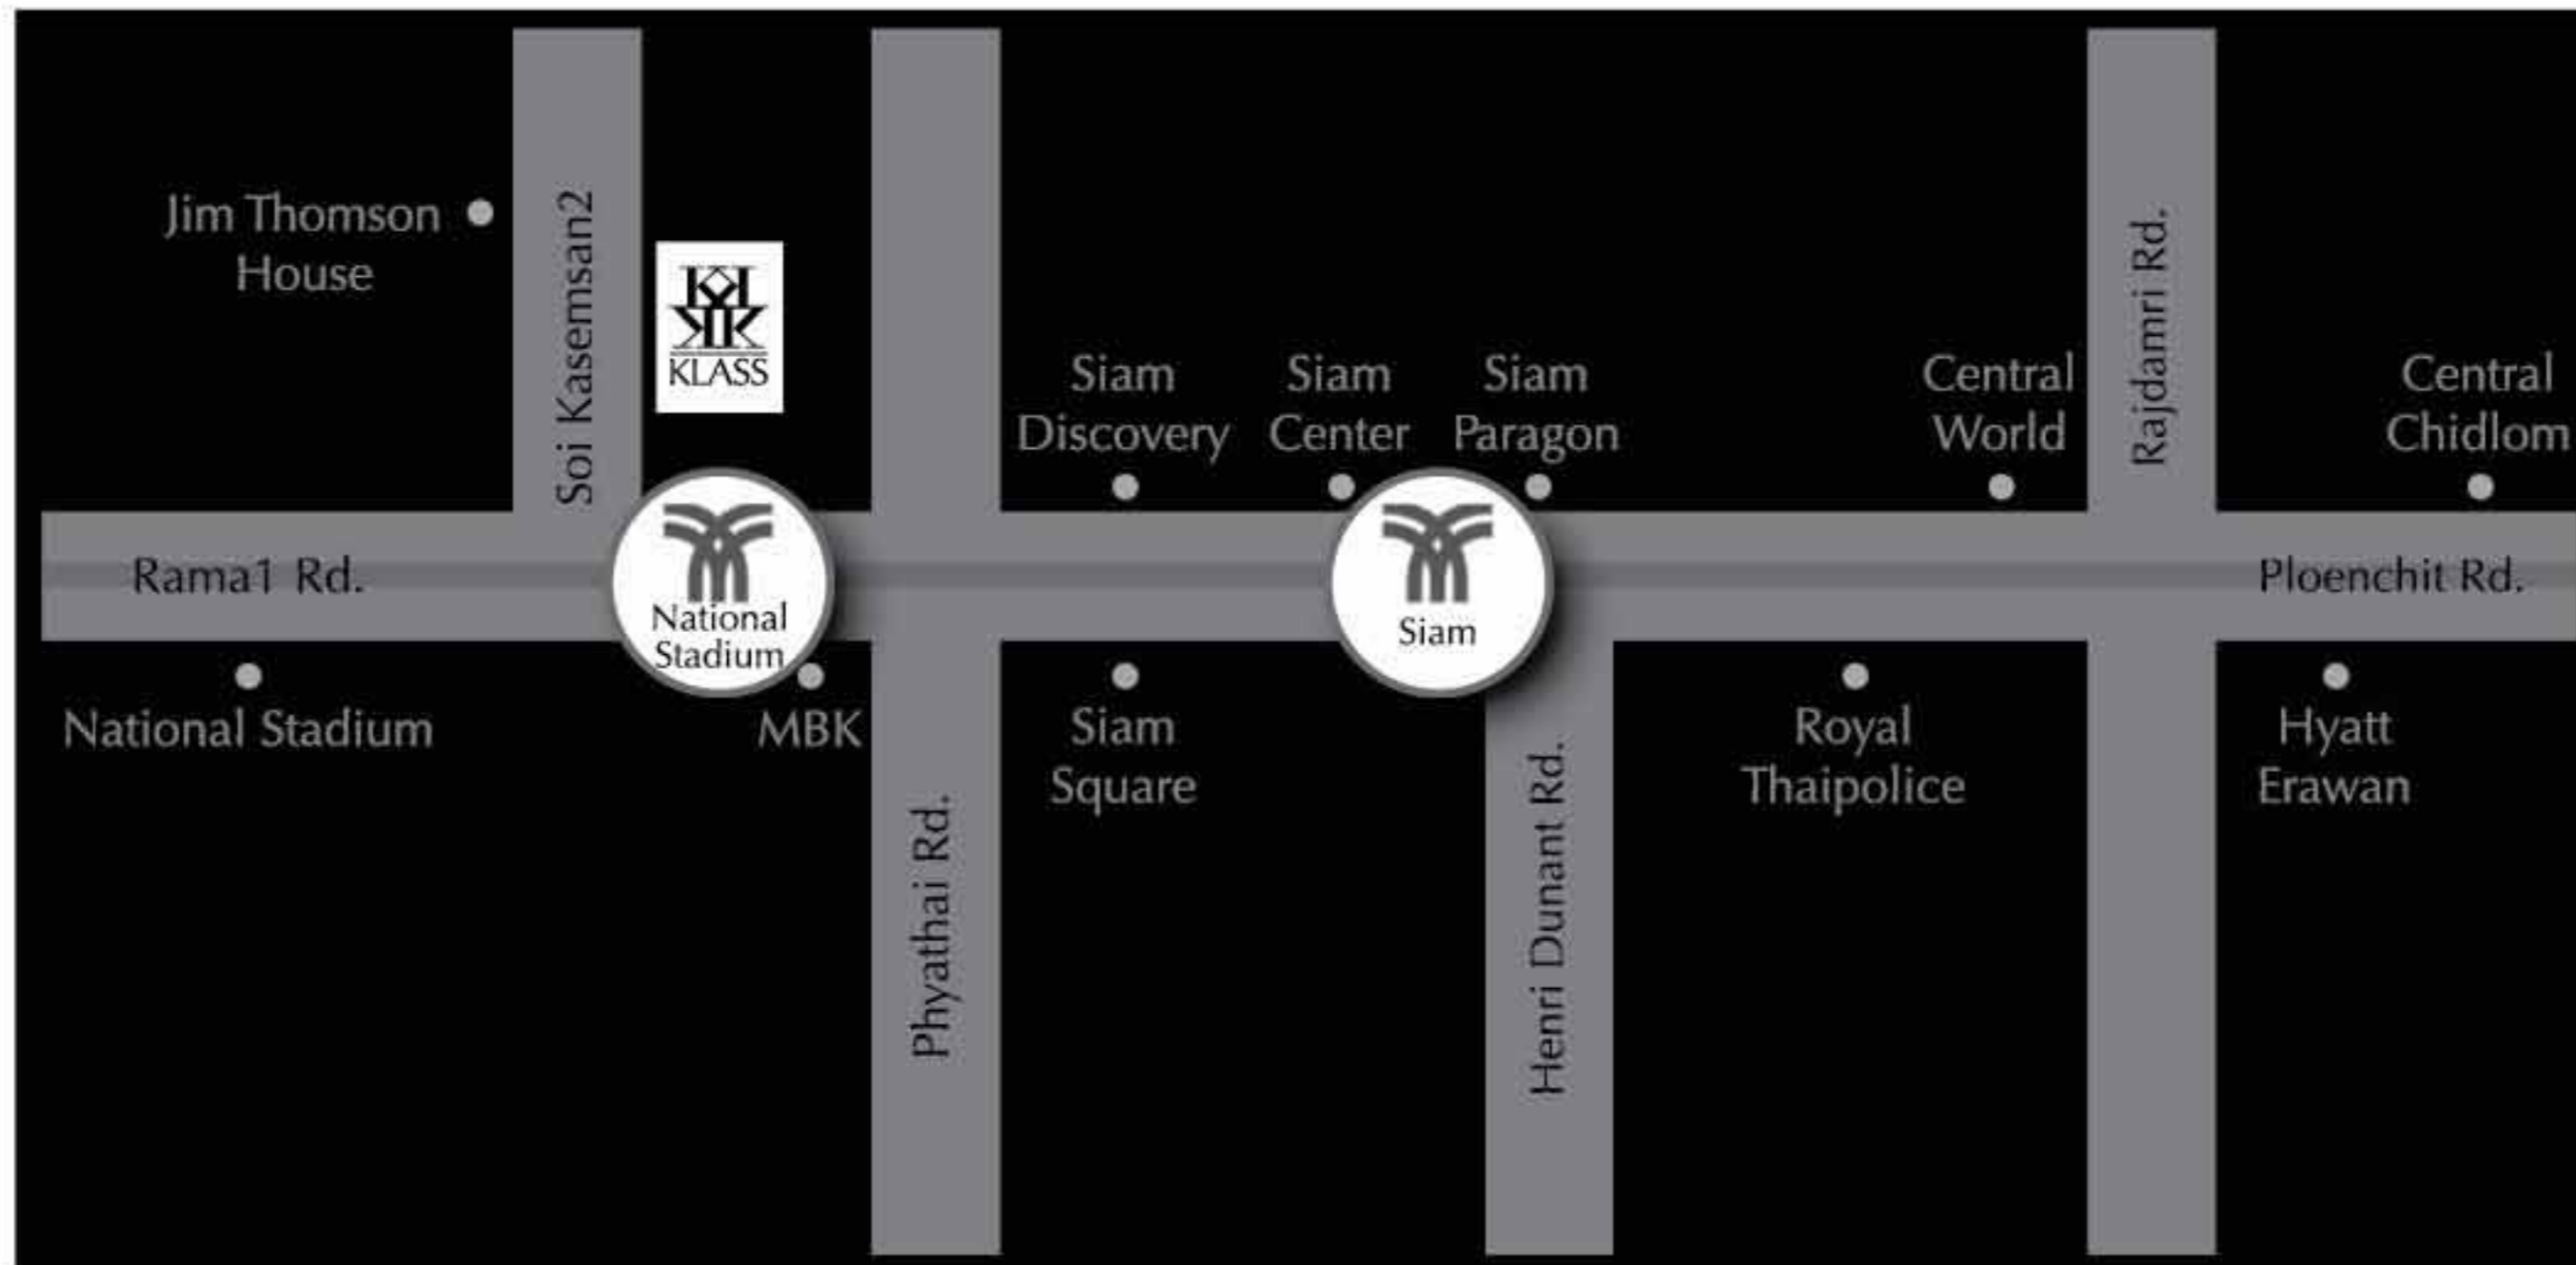 Jim Thomson
House
Soi Kasemsan2
KLASS
Siam
Discovery
Siam
Center
Siam
Paragon
Central
World
Rajdamri Rd.
Central
Chidlom
Rama1 Rd.
National
Stadium
Siam
Ploenchit Rd.
National Stadium
MBK
Phyathai Rd.
Siam
Square
Henri Dunant Rd.
Royal
Thaipolice
Hyatt
Erawan